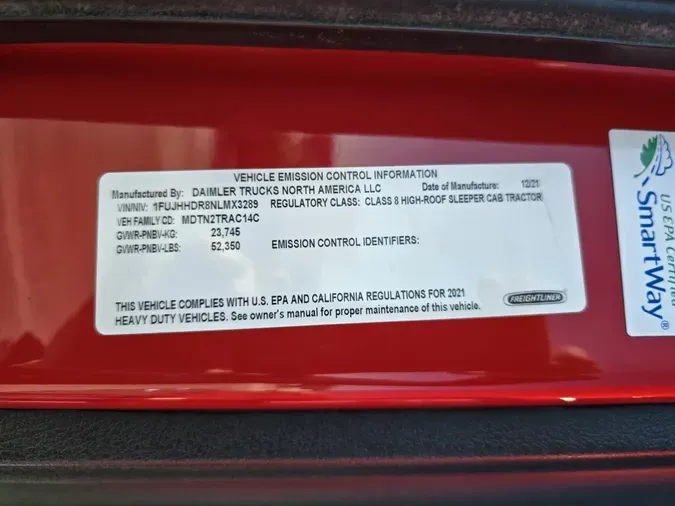 VEHICLE EMISSION CONTROL INFORMATION
Manufactured By: DAIMLER TRUCKS NORTH AMERICA LLC Date of Manufacture: 12/21
VIN/NIV: 1FUJHHDR8NLMX3289 REGULATORY CLASS: CLASS 8 HIGH-ROOF SLEEPER CAB TRACTOR
VEH FAMILY CD: MDTN2TRAC14C
GVWR-PNBV-KG: 23,745
GVWR-PNBV-LBS: 52,350 EMISSION CONTROL IDENTIFIERS:
THIS VEHICLE COMPLIES WITH U.S. EPA AND CALIFORNIA REGULATIONS FOR 2021
HEAVY DUTY VEHICLES. See owner's manual for proper maintenance of this vehicle.
FREIGHTLINER
US EPA Certified
SmartWay®